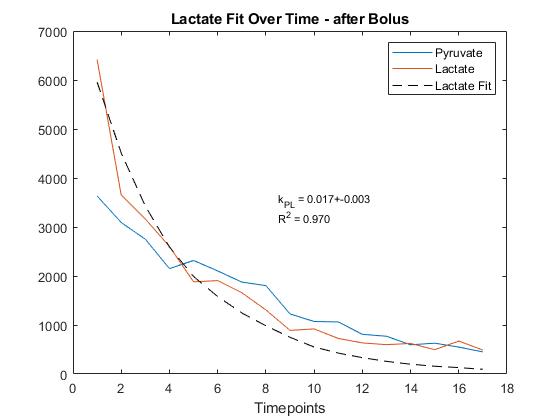 Lactate Fit Over Time - after Bolus
7000
6000
5000
4000
3000
2000
1000
0
Pyruvate
Lactate
Lactate Fit
kPL = 0.017+-0.003
R2 = 0.970
0 2 4 6 8 10 12 14 16 18
Timepoints